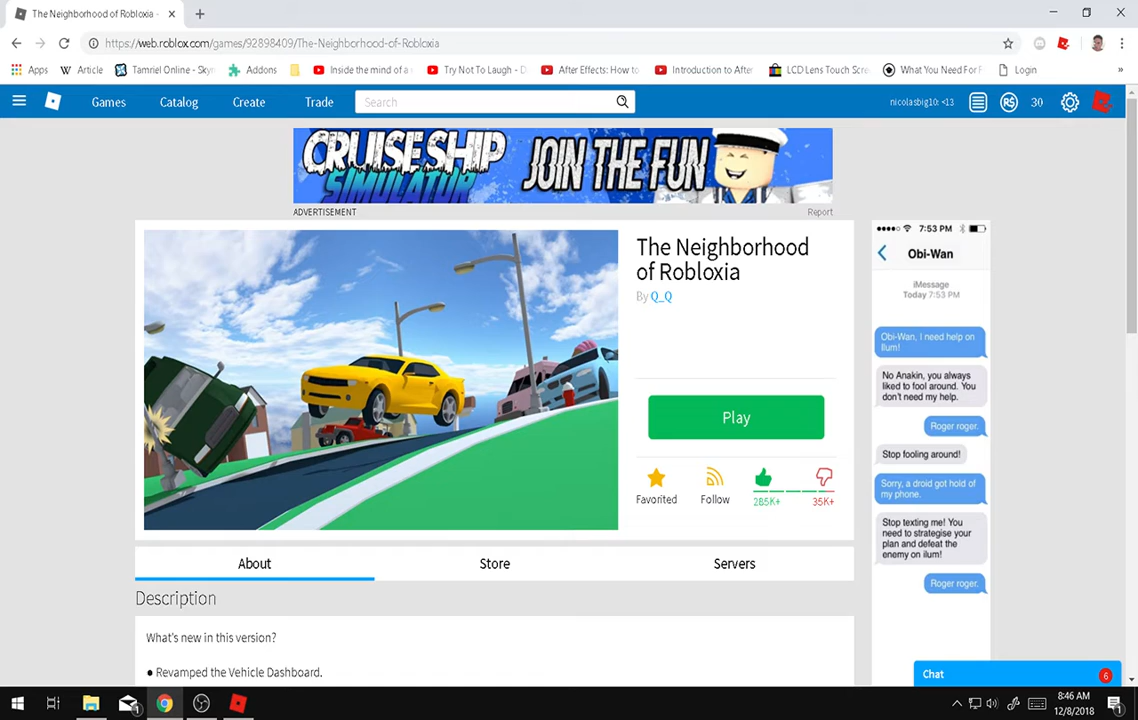 The Neighborhood of Robloxia -
https://web.roblox.com/games/92898409/The-Neighborhood-of-Robloxia
Apps
W Article
Tamriel Online - Sky
Addons
Inside the mind of a
Try Not To Laugh - D
After Effects: How to
Introduction to After
LCD Lens Touch Scre
What You Need For F
Login
»
Games
Catalog
Create
Trade
Search
nicolasbig10: <13
30
CRUISE SHIP
SIMULATOR
JOIN THE FUN
ADVERTISEMENT
Report
The Neighborhood
of Robloxia
By Q_Q
Play
Favorited
Follow
285K+
35K+
7:53 PM
Obi-Wan
iMessage
Today 7:53 PM
Obi-Wan, I need help on
Ilum!
No Anakin, you always
liked to fool around. You
don't need my help.
Roger roger.
Stop fooling around!
Sorry, a droid got hold of
my phone.
Stop texting me! You
need to strategise your
plan and defeat the
enemy on ilum!
Roger roger.
About
Store
Servers
Description
What's new in this version?
● Revamped the Vehicle Dashboard.
Chat
6
1
8:46 AM
12/8/2018
1